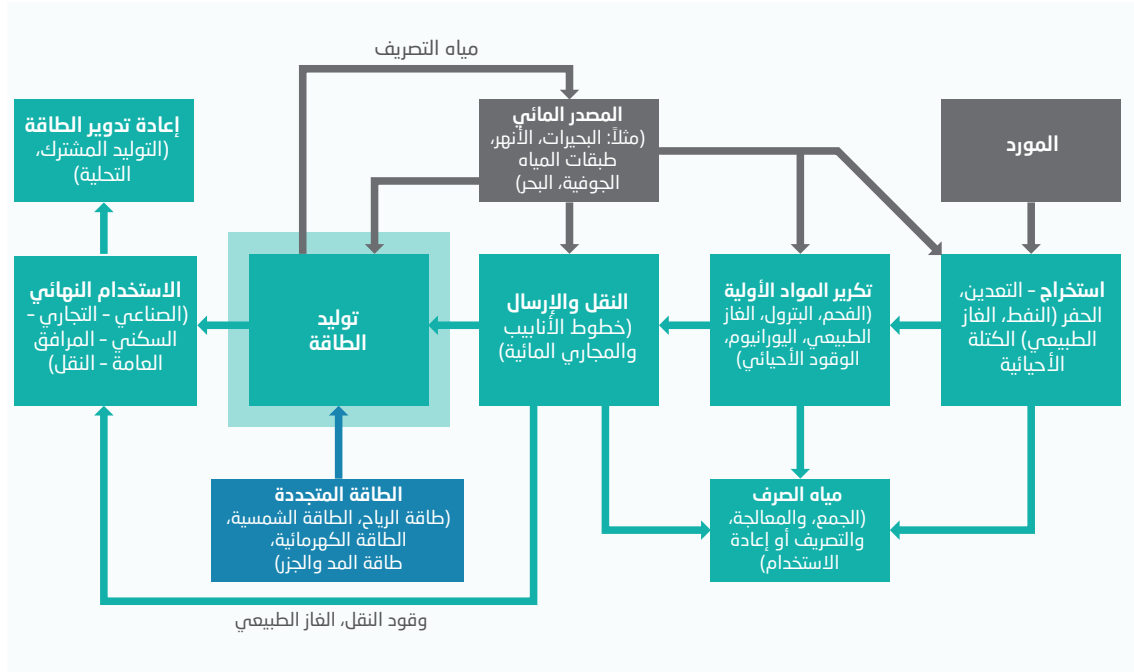 مياه التصريف
المورد
المصدر المائي
(مثلاً: البحيرات، الأنهر،
طبقات المياه
الجوفية، البحر)
إعادة تدوير الطاقة
(التوليد المشترك،
التحلية)
استخراج – التعدين،
الحفر (النفط، الغاز
الطبيعي) الكتلة
الأحيائية
تكرير المواد الأولية
(الفحم، البترول، الغاز
الطبيعي، اليورانيوم،
الوقود الأحيائي)
النقل والإرسال
(خطوط الأنابيب
والمجاري المائية)
توليد
الطاقة
الاستخدام النهائي
(الصناعي – التجاري –
السكني – المرافق
العامة – النقل)
مياه الصرف
(الجمع، والمعالجة،
والتصريف أو إعادة
الاستخدام)
الطاقة المتجددة
(طاقة الرياح، الطاقة الشمسية،
الطاقة الكهرمائية،
طاقة المد والجزر)
وقود النقل، الغاز الطبيعي